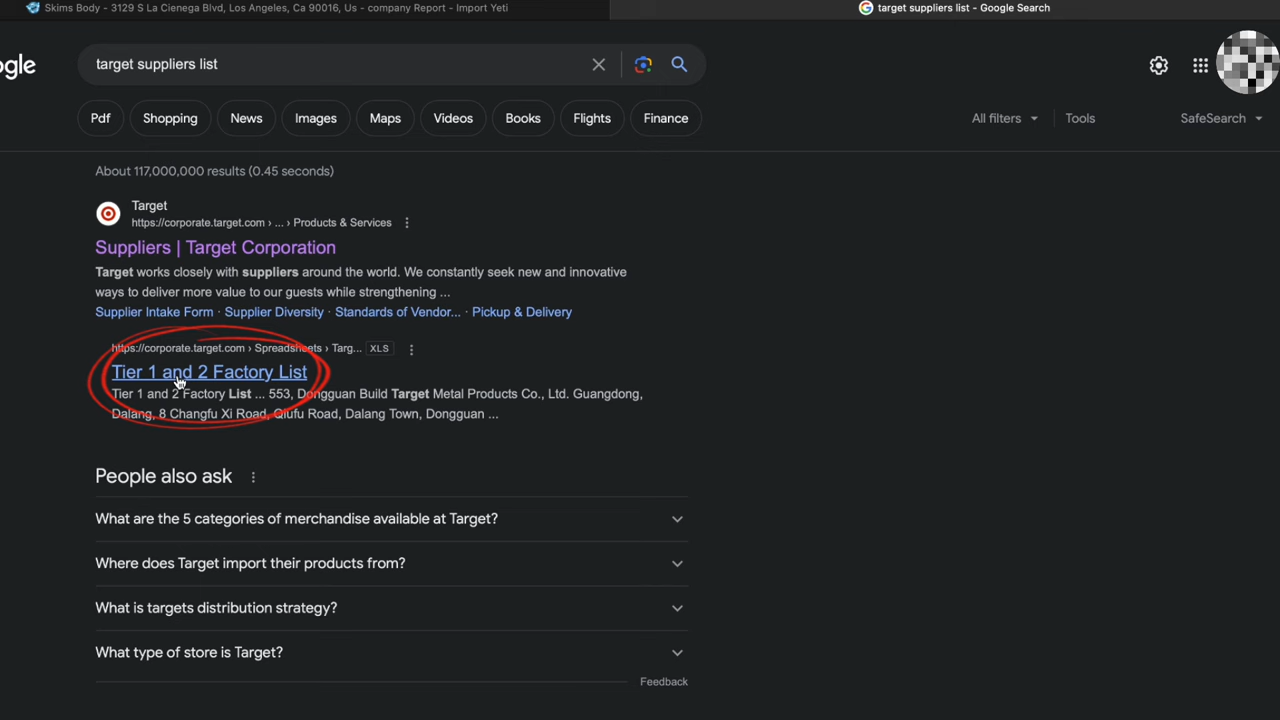 Skims Body - 3129 S La Cienega Blvd, Los Angeles, Ca 90016, Us - company Report - Import Yeti
target suppliers list - Google Search
ogle
target suppliers list
Pdf
Shopping
News
Images
Maps
Videos
Books
Flights
Finance
All filters
Tools
SafeSearch
About 117,000,000 results (0.45 seconds)
Target
https://corporate.target.com › ... › Products & Services
Suppliers | Target Corporation
Target works closely with suppliers around the world. We constantly seek new and innovative
ways to deliver more value to our guests while strengthening ...
Supplier Intake Form · Supplier Diversity · Standards of Vendor... · Pickup & Delivery
https://corporate.target.com › Spreadsheets › Targ... XLS
Tier 1 and 2 Factory List
Tier 1 and 2 Factory List ... 553, Dongguan Build Target Metal Products Co., Ltd. Guangdong,
Dalang, 8 Changfu Xi Road, Qiufu Road, Dalang Town, Dongguan ...
People also ask
What are the 5 categories of merchandise available at Target?
Where does Target import their products from?
What is targets distribution strategy?
What type of store is Target?
Feedback